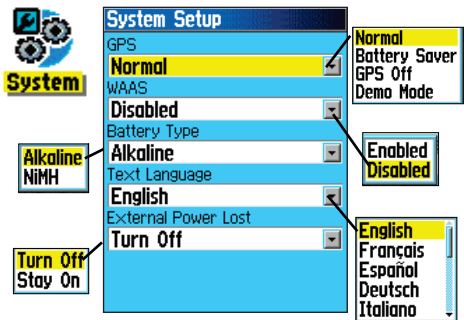 System
System Setup
GPS
Normal
WAAS
Disabled
Battery Type
Alkaline
Text Language
English
External Power Lost
Turn Off
Normal
Battery Saver
GPS Off
Demo Mode
Enabled
Disabled
Alkaline
NiMH
English
Français
Español
Deutsch
Italiano
Turn Off
Stay On